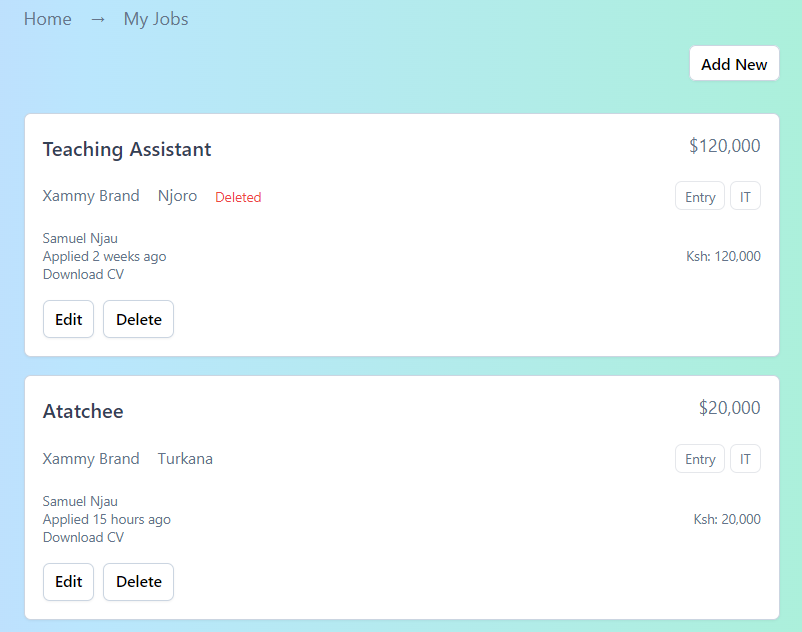 Home → My Jobs
Add New
Teaching Assistant $120,000
Xammy Brand Njoro Deleted Entry IT
Samuel Njau
Applied 2 weeks ago Ksh: 120,000
Download CV
Edit Delete
Atatchee $20,000
Xammy Brand Turkana Entry IT
Samuel Njau
Applied 15 hours ago Ksh: 20,000
Download CV
Edit Delete